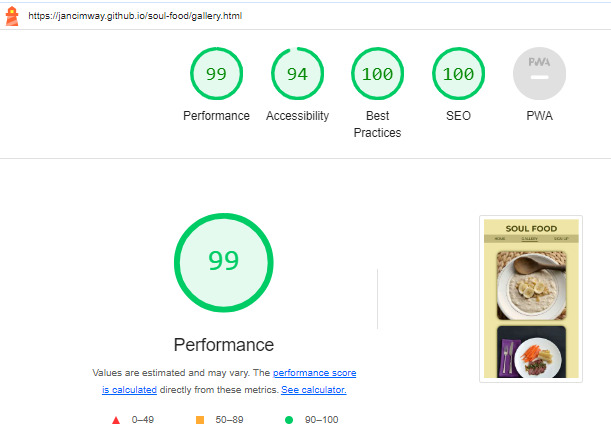 https://jancimway.github.io/soul-food/gallery.html
99
94
100
100
PWA
Performance
Accessibility
Best
Practices
SEO
PWA
99
SOUL FOOD
HOME
GALLERY
SIGN UP
Performance
Values are estimated and may vary. The performance score
is calculated directly from these metrics. See calculator.
0–49
50–89
90–100